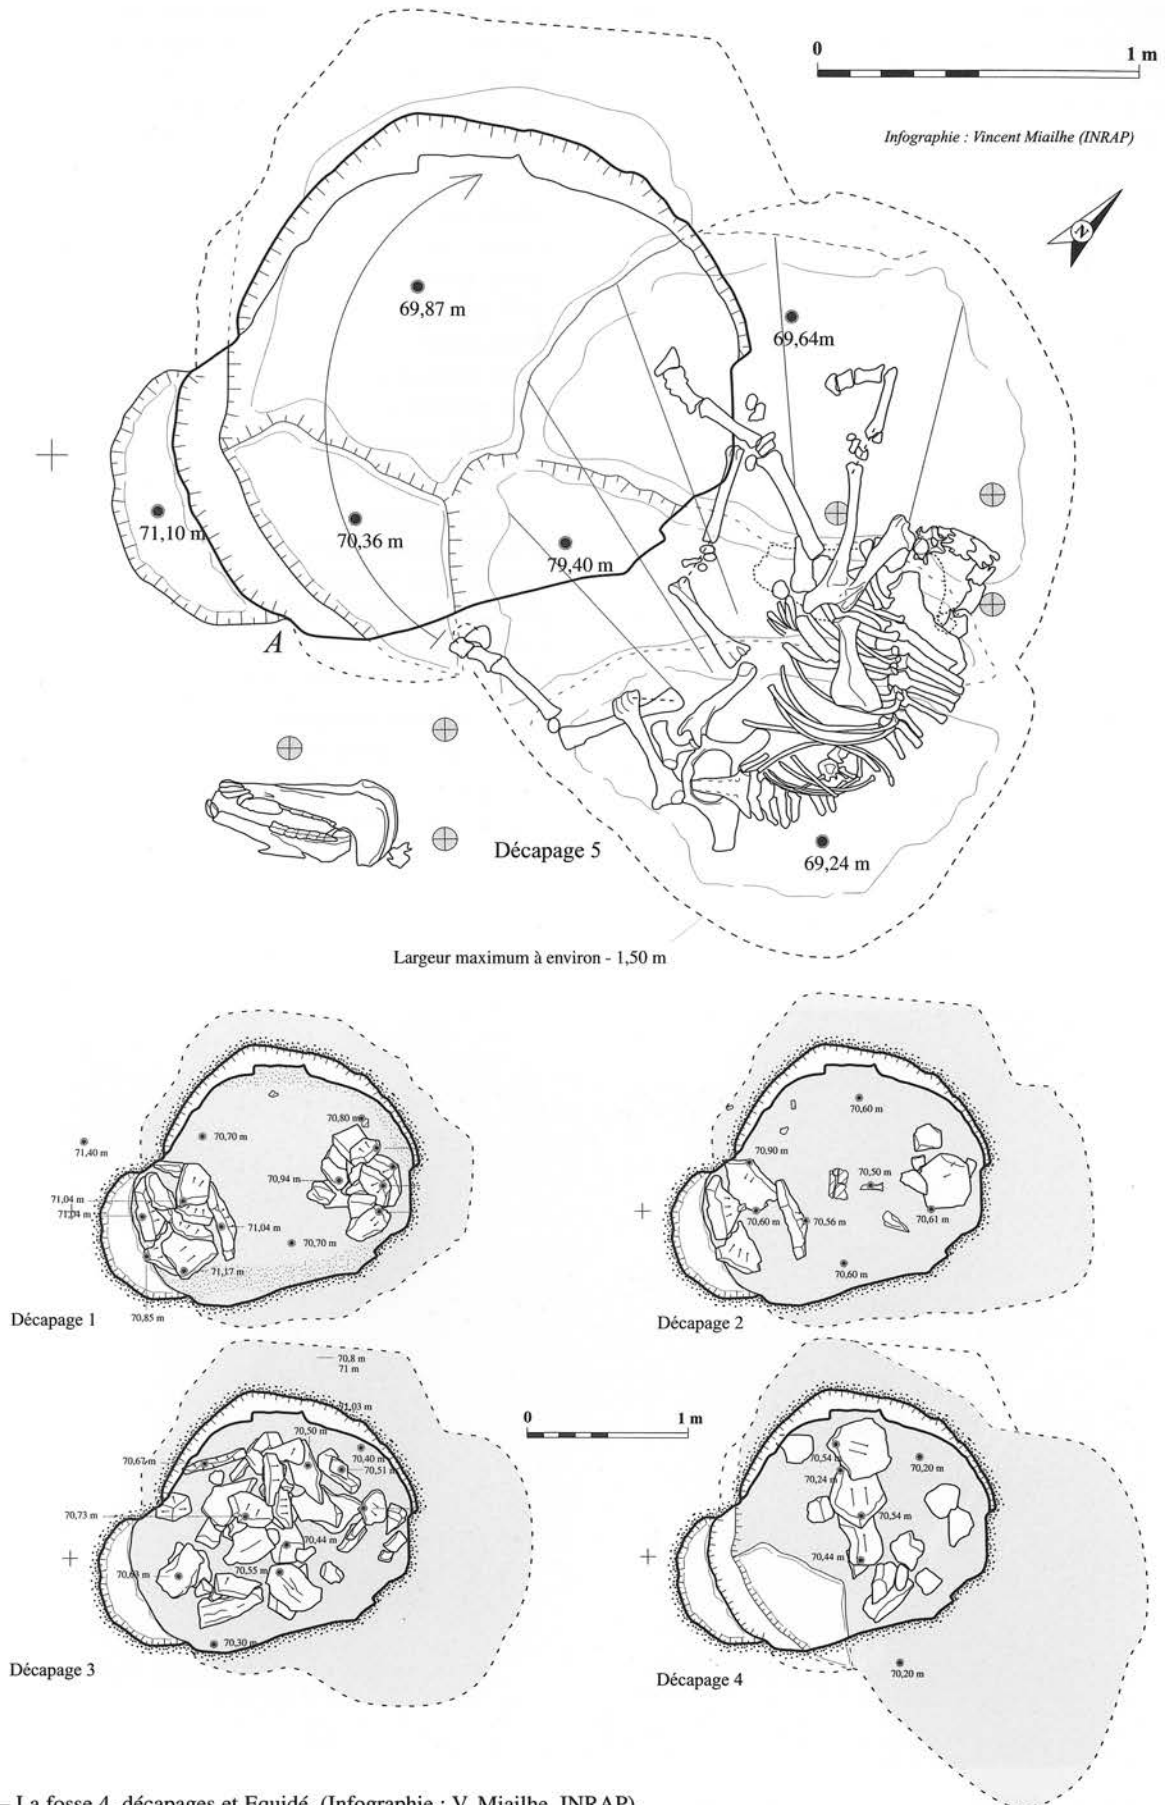 0 1 m
Infographie : Vincent Miailhe (INRAP)
N
69,87 m
69,64m
71,10 m
70,36 m
79,40 m
A
Décapage 5
69,24 m
Largeur maximum à environ - 1,50 m
70,80 m
70,70 m
71,40 m
70,94 m
71,04 m
71,04 m
71,04 m
70,70 m
71,17 m
Décapage 1
70,85 m
70,60 m
70,90 m
70,50 m
70,60 m
70,56 m
70,61 m
70,60 m
Décapage 2
70,8 m
71 m
71,03 m
70,50 m
70,40 m
70,51
70,67 m
70,73 m
70,44 m
70,55 m
70,30 m
Décapage 3
0 1 m
70,54
70,24 m
70,20 m
70,54 m
70,44 m
70,20 m
Décapage 4
– La fosse 4, décapages et Equidé. (Infographie : V. Miailhe, INRAP)